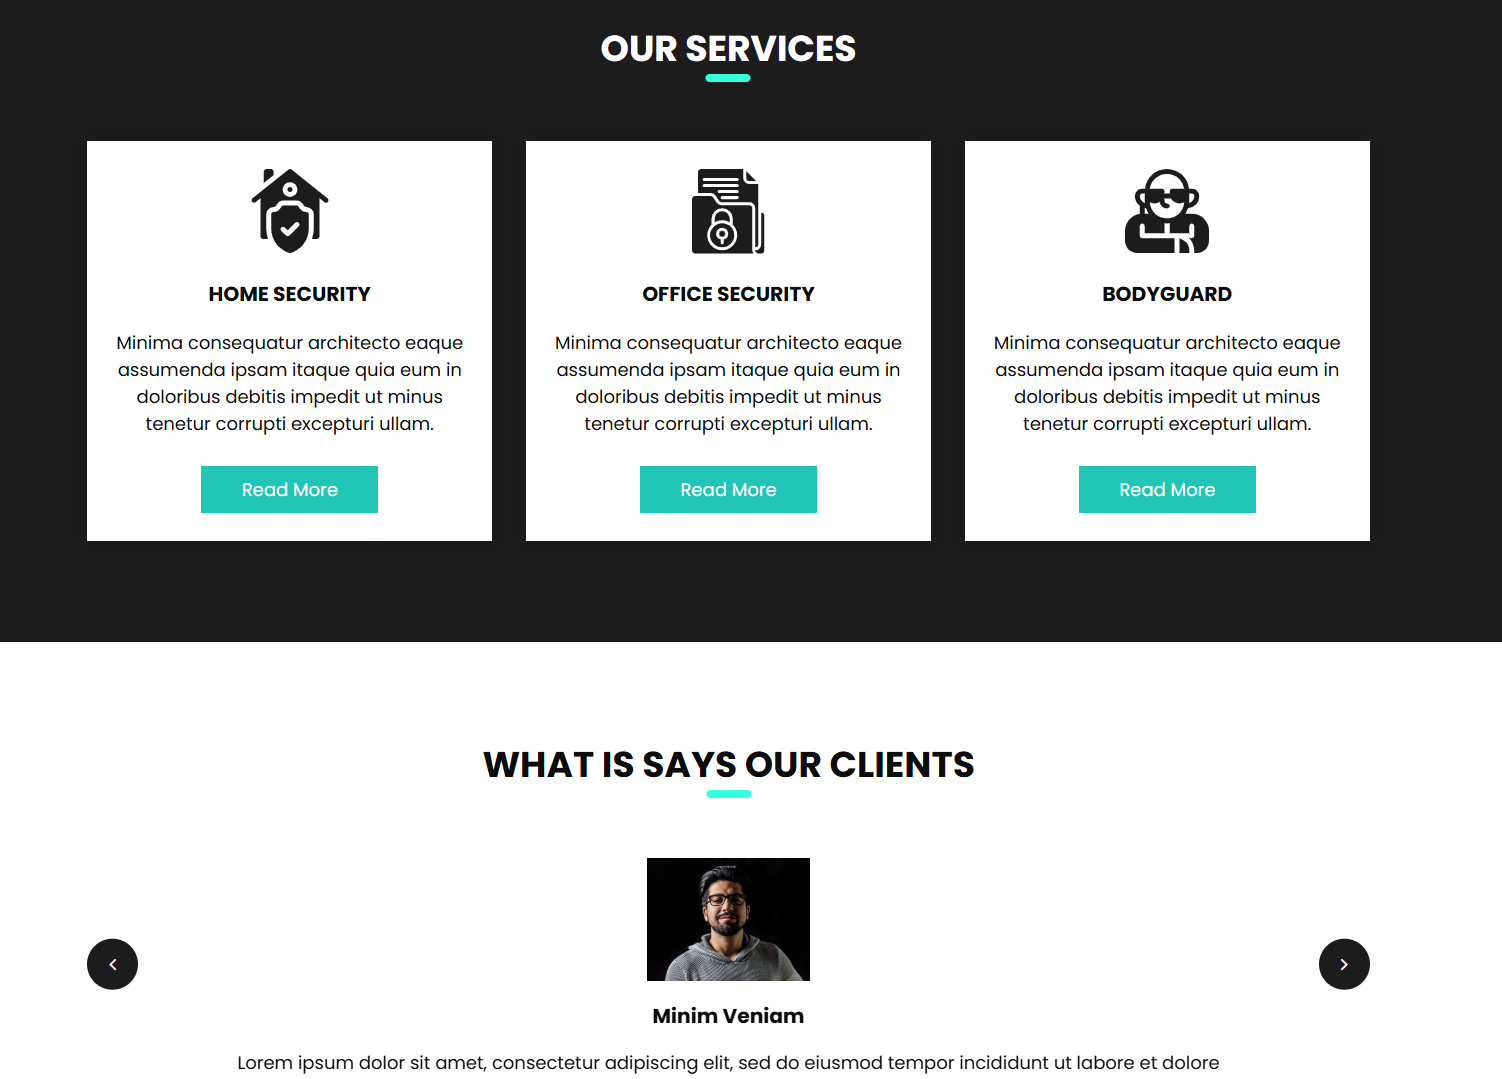 OUR SERVICES
HOME SECURITY
Minima consequatur architecto eaque
assumenda ipsam itaque quia eum in
doloribus debitis impedit ut minus
tenetur corrupti excepturi ullam.
Read More
OFFICE SECURITY
Minima consequatur architecto eaque
assumenda ipsam itaque quia eum in
doloribus debitis impedit ut minus
tenetur corrupti excepturi ullam.
Read More
BODYGUARD
Minima consequatur architecto eaque
assumenda ipsam itaque quia eum in
doloribus debitis impedit ut minus
tenetur corrupti excepturi ullam.
Read More
WHAT IS SAYS OUR CLIENTS
Minim Veniam
Lorem ipsum dolor sit amet, consectetur adipiscing elit, sed do eiusmod tempor incididunt ut labore et dolore